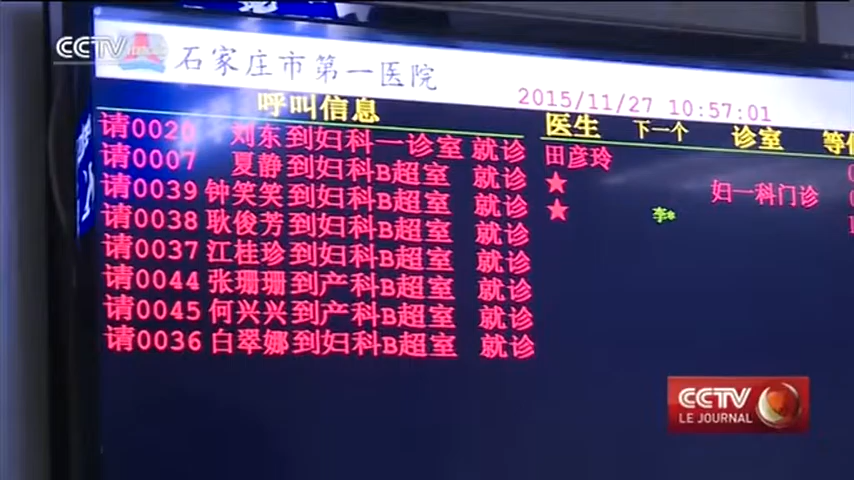 CCTV
石家庄市第一医院
2015/11/27 10:57:01
呼叫信息
医生 下一个 诊室
请0020 刘东到妇科一诊室 就诊
请0007 夏静到妇科B超室 就诊
请0039 钟笑笑到妇科B超室 就诊
请0038 耿俊芳到妇科B超室 就诊
请0037 江桂珍到妇科B超室 就诊
请0044 张珊珊到产科B超室 就诊
请0045 何兴兴到产科B超室 就诊
请0036 白翠娜到妇科B超室 就诊
田彦玲
★ 妇一科门诊
★ 李*
CCTV
LE JOURNAL